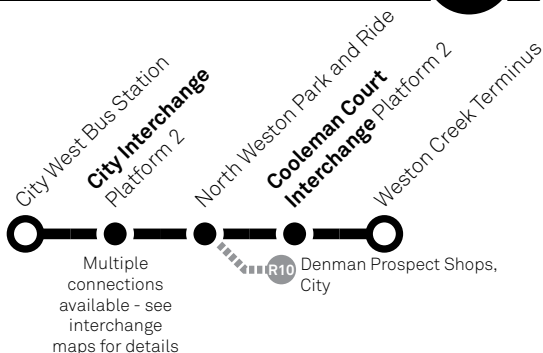 City West Bus Station
City Interchange
Platform 2
North Weston Park and Ride
Cooleman Court
Interchange Platform 2
Weston Creek Terminus
Multiple
connections
available - see
interchange
maps for details
R10 Denman Prospect Shops,
City